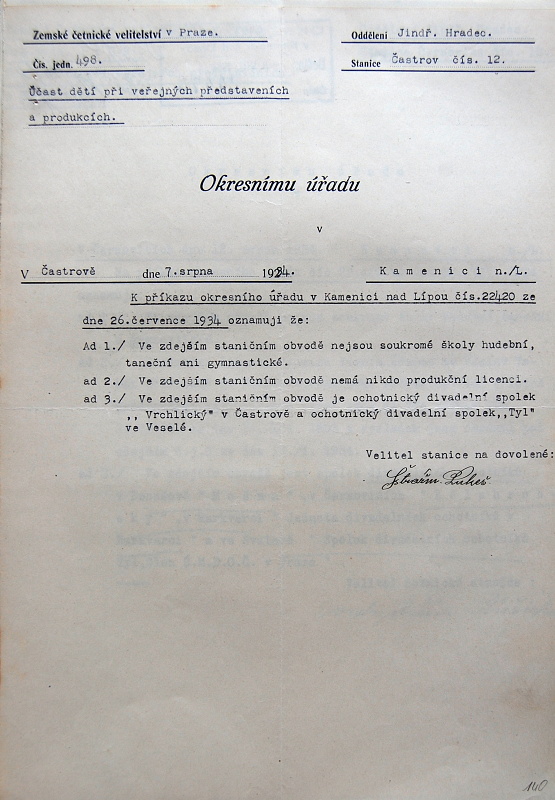 Zemské četnické velitelství v Praze.
Oddělení Jindř. Hradec.
Čís. jedn. 498.
Stanice Častrov čís. 12.
Účast dětí při veřejných představeních
a produkcích.
Okresnímu úřadu
v
V Častrově dne 7.srpna 1934. Kamenici n./L.
K příkazu okresního úřadu v Kamenici nad Lípou čís.22420 ze
dne 26.července 1934 oznamuji že:
Ad 1./ Ve zdejším staničním obvodě nejsou soukromé školy hudební,
taneční ani gymnastické.
ad 2./ Ve zdejším staničním obvodě nemá nikdo produkční licenci.
ad 3./ Ve zdejším staničním obvodě je ochotnický divadelní spolek
,, Vrchlický" v Častrově a ochotnický divadelní spolek,,Tyl"
ve Veselé.
Velitel stanice na dovolené:
140